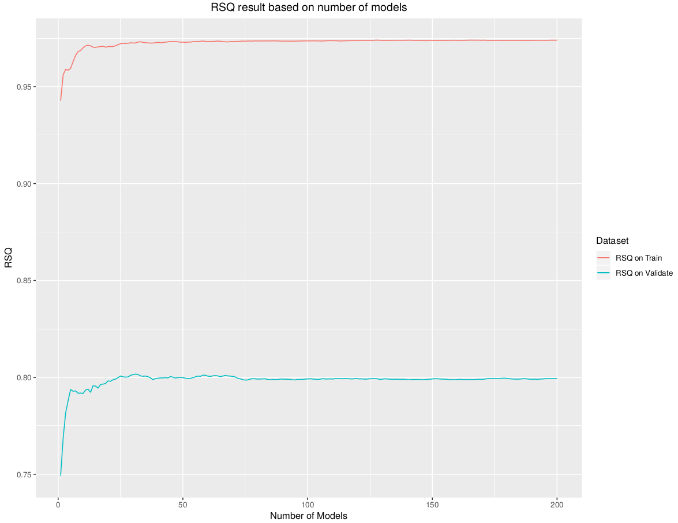 RSQ result based on number of models
0.95
0.90
0.85
0.80
0.75
RSQ
0 50 100 150 200
Number of Models
Dataset
RSQ on Train
RSQ on Validate